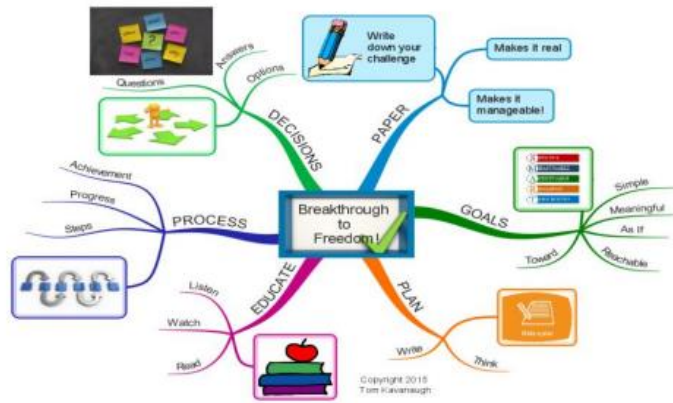 Breakthrough
to
Freedom!
PAPER
Write
down your
challenge
Makes it real
Makes it
manageable!
GOALS
Simple
Meaningful
As If
Reachable
Toward
PLAN
Write
Think
EDUCATE
Listen
Watch
Read
PROCESS
Achievement
Progress
Steps
DECISIONS
Questions
Answers
Options
?
Copyright 2015
Tom Kavanaugh